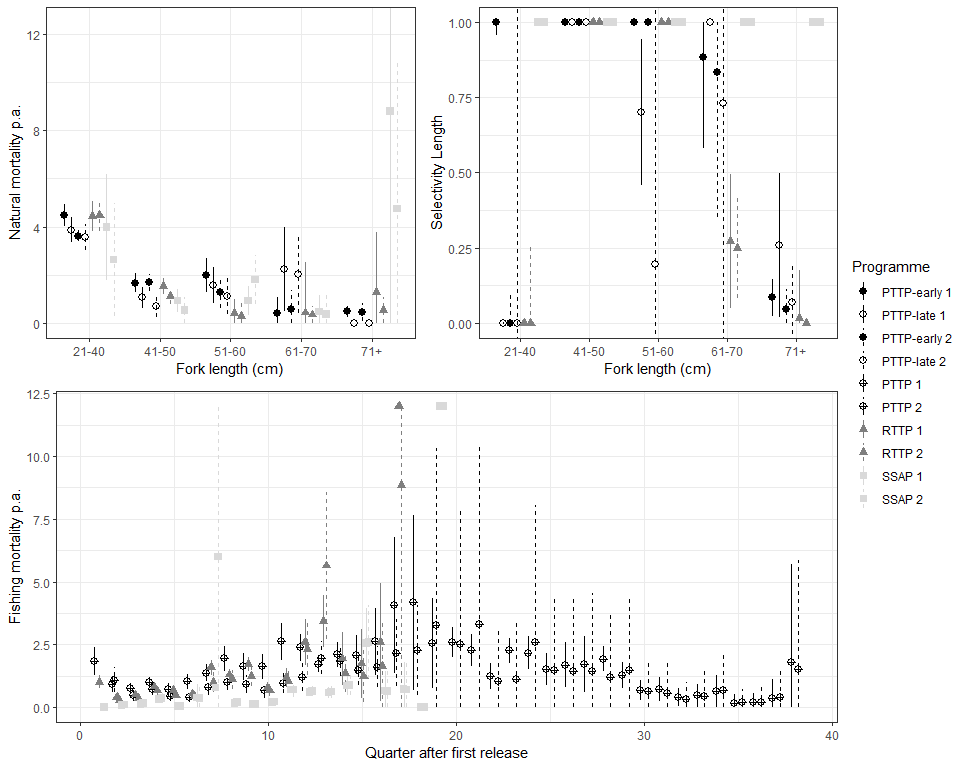 Natural mortality p.a.
12
8
4
0
21-40 41-50 51-60 61-70 71+
Fork length (cm)
Selectivity Length
1.00
0.75
0.50
0.25
0.00
21-40 41-50 51-60 61-70 71+
Fork length (cm)
Fishing mortality p.a.
12.5
10.0
7.5
5.0
2.5
0.0
0 10 20 30 40
Quarter after first release
Programme
PTTP-early 1
PTTP-late 1
PTTP-early 2
PTTP-late 2
PTTP 1
PTTP 2
RTTP 1
RTTP 2
SSAP 1
SSAP 2